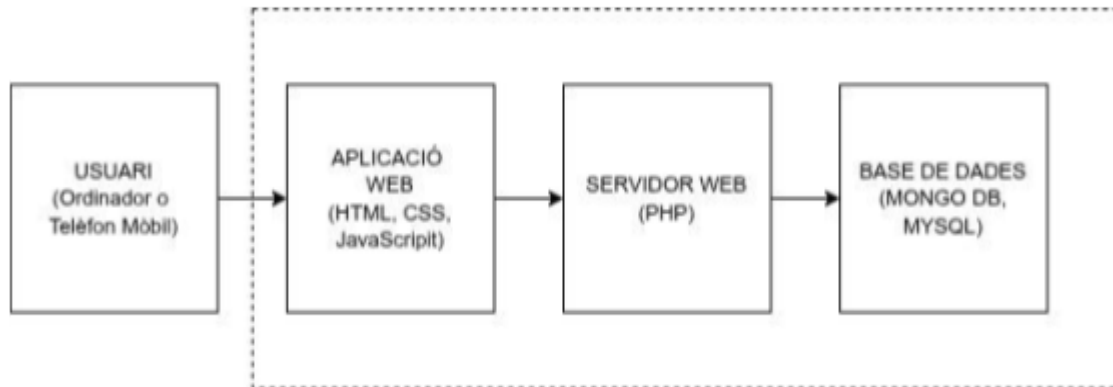 USUARI
(Ordinador o
Telèfon Mòbil)
APLICACIÓ
WEB
(HTML, CSS,
JavaScripit)
SERVIDOR WEB
(PHP)
BASE DE DADES
(MONGO DB,
MYSQL)